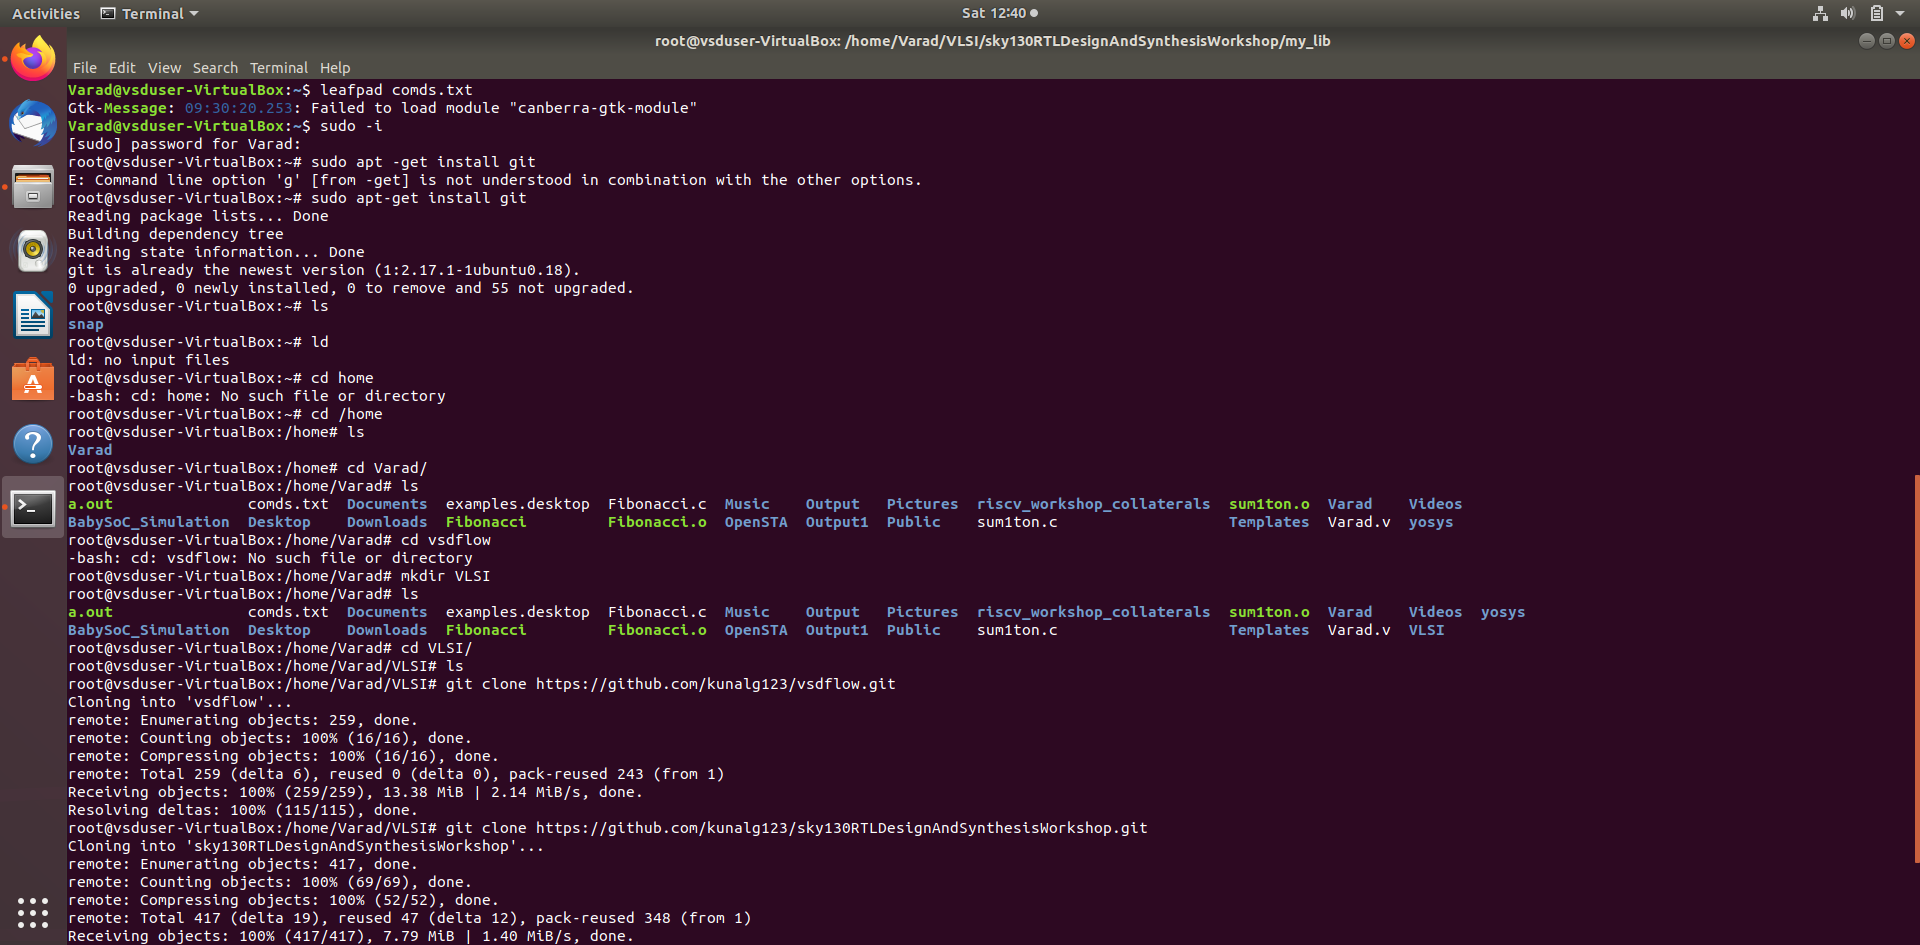 Activities Terminal Sat 12:40
root@vsduser-VirtualBox: /home/Varad/VLSI/sky130RTLDesignAndSynthesisWorkshop/my_lib
File Edit View Search Terminal Help
Varad@vsduser-VirtualBox:~$ leafpad comds.txt
Gtk-Message: 09:30:20.253: Failed to load module "canberra-gtk-module"
Varad@vsduser-VirtualBox:~$ sudo -i
[sudo] password for Varad:
root@vsduser-VirtualBox:~# sudo apt -get install git
E: Command line option 'g' [from -get] is not understood in combination with the other options.
root@vsduser-VirtualBox:~# sudo apt-get install git
Reading package lists... Done
Building dependency tree
Reading state information... Done
git is already the newest version (1:2.17.1-1ubuntu0.18).
0 upgraded, 0 newly installed, 0 to remove and 55 not upgraded.
root@vsduser-VirtualBox:~# ls
snap
root@vsduser-VirtualBox:~# ld
ld: no input files
root@vsduser-VirtualBox:~# cd home
-bash: cd: home: No such file or directory
root@vsduser-VirtualBox:~# cd /home
root@vsduser-VirtualBox:/home# ls
Varad
root@vsduser-VirtualBox:/home# cd Varad/
root@vsduser-VirtualBox:/home/Varad# ls
a.out comds.txt Documents examples.desktop Fibonacci.c Music Output Pictures riscv_workshop_collaterals sum1ton.o Varad Videos
BabySoC_Simulation Desktop Downloads Fibonacci Fibonacci.o OpenSTA Output1 Public sum1ton.c Templates Varad.v yosys
root@vsduser-VirtualBox:/home/Varad# cd vsdflow
-bash: cd: vsdflow: No such file or directory
root@vsduser-VirtualBox:/home/Varad# mkdir VLSI
root@vsduser-VirtualBox:/home/Varad# ls
a.out comds.txt Documents examples.desktop Fibonacci.c Music Output Pictures riscv_workshop_collaterals sum1ton.o Varad Videos yosys
BabySoC_Simulation Desktop Downloads Fibonacci Fibonacci.o OpenSTA Output1 Public sum1ton.c Templates Varad.v VLSI
root@vsduser-VirtualBox:/home/Varad# cd VLSI/
root@vsduser-VirtualBox:/home/Varad/VLSI# ls
root@vsduser-VirtualBox:/home/Varad/VLSI# git clone https://github.com/kunalg123/vsdflow.git
Cloning into 'vsdflow'...
remote: Enumerating objects: 259, done.
remote: Counting objects: 100% (16/16), done.
remote: Compressing objects: 100% (16/16), done.
remote: Total 259 (delta 6), reused 0 (delta 0), pack-reused 243 (from 1)
Receiving objects: 100% (259/259), 13.38 MiB | 2.14 MiB/s, done.
Resolving deltas: 100% (115/115), done.
root@vsduser-VirtualBox:/home/Varad/VLSI# git clone https://github.com/kunalg123/sky130RTLDesignAndSynthesisWorkshop.git
Cloning into 'sky130RTLDesignAndSynthesisWorkshop'...
remote: Enumerating objects: 417, done.
remote: Counting objects: 100% (69/69), done.
remote: Compressing objects: 100% (52/52), done.
remote: Total 417 (delta 19), reused 47 (delta 12), pack-reused 348 (from 1)
Receiving objects: 100% (417/417), 7.79 MiB | 1.40 MiB/s, done.